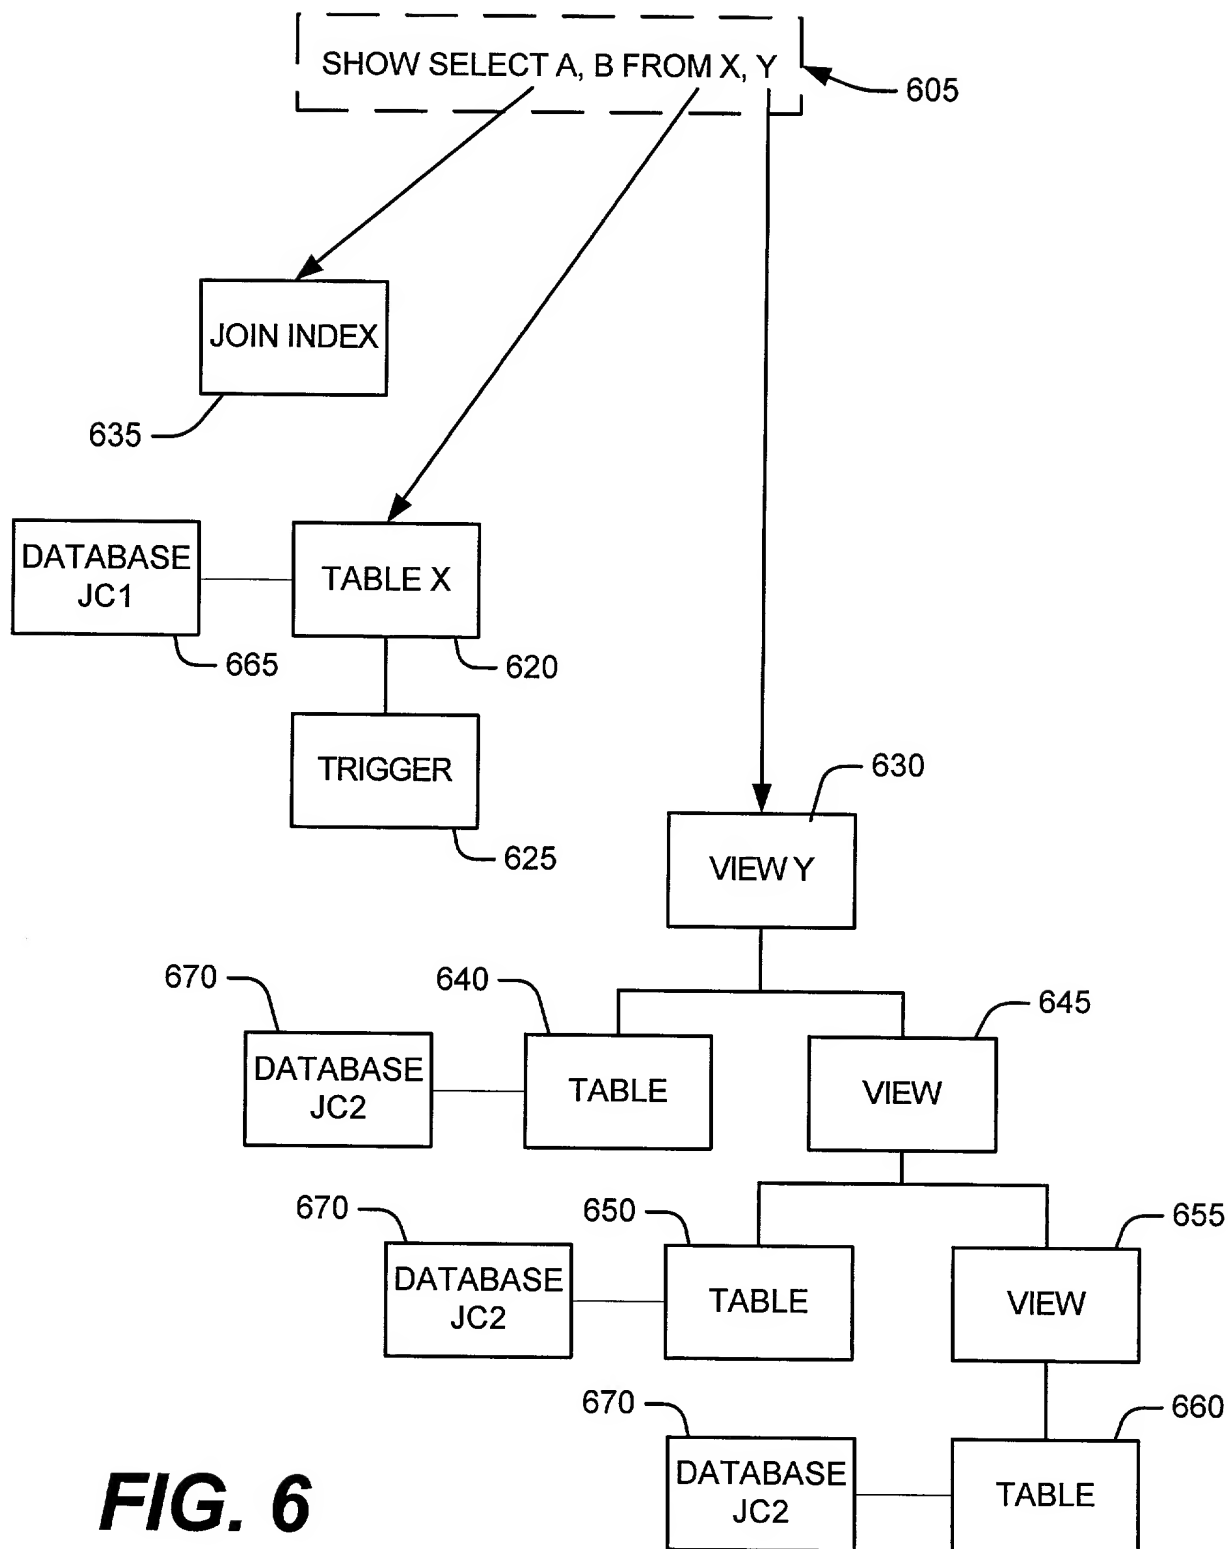 SHOW SELECT A, B FROM X, Y
605
JOIN INDEX
635
DATABASE
JC1
TABLE X
665
620
TRIGGER
625
630
VIEW Y
670
640
645
DATABASE
JC2
TABLE
VIEW
670
650
655
DATABASE
JC2
TABLE
VIEW
670
660
DATABASE
JC2
TABLE
FIG. 6